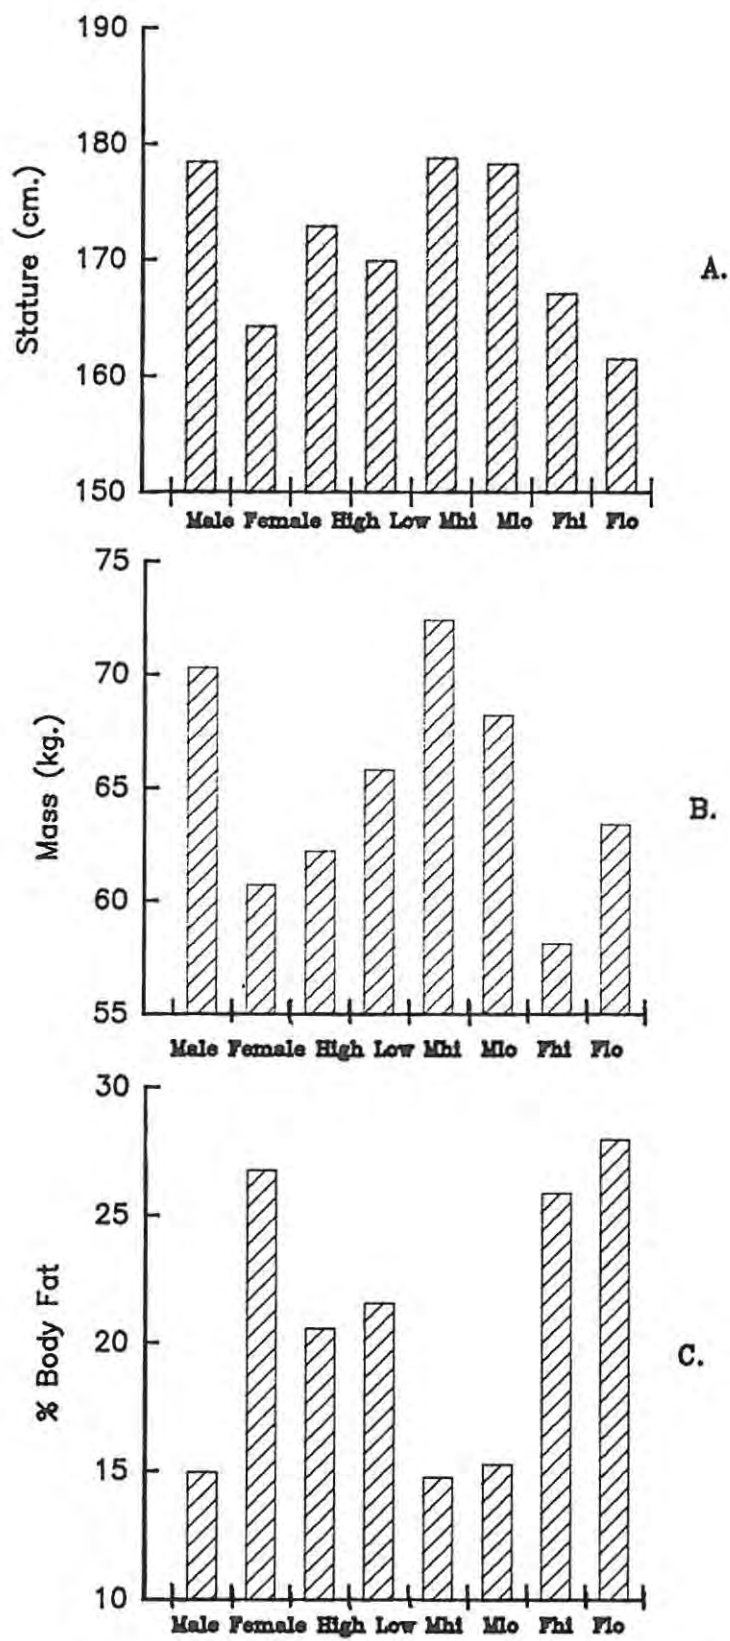 190
180
170
160
150
Stature (cm.)
A.
Male Female High Low Mhi Mlo Fhi Flo
75
70
65
60
55
Mass (kg.)
B.
Male Female High Low Mhi Mlo Fhi Flo
30
25
20
15
10
% Body Fat
C.
Male Female High Low Mhi Mlo Fhi Flo